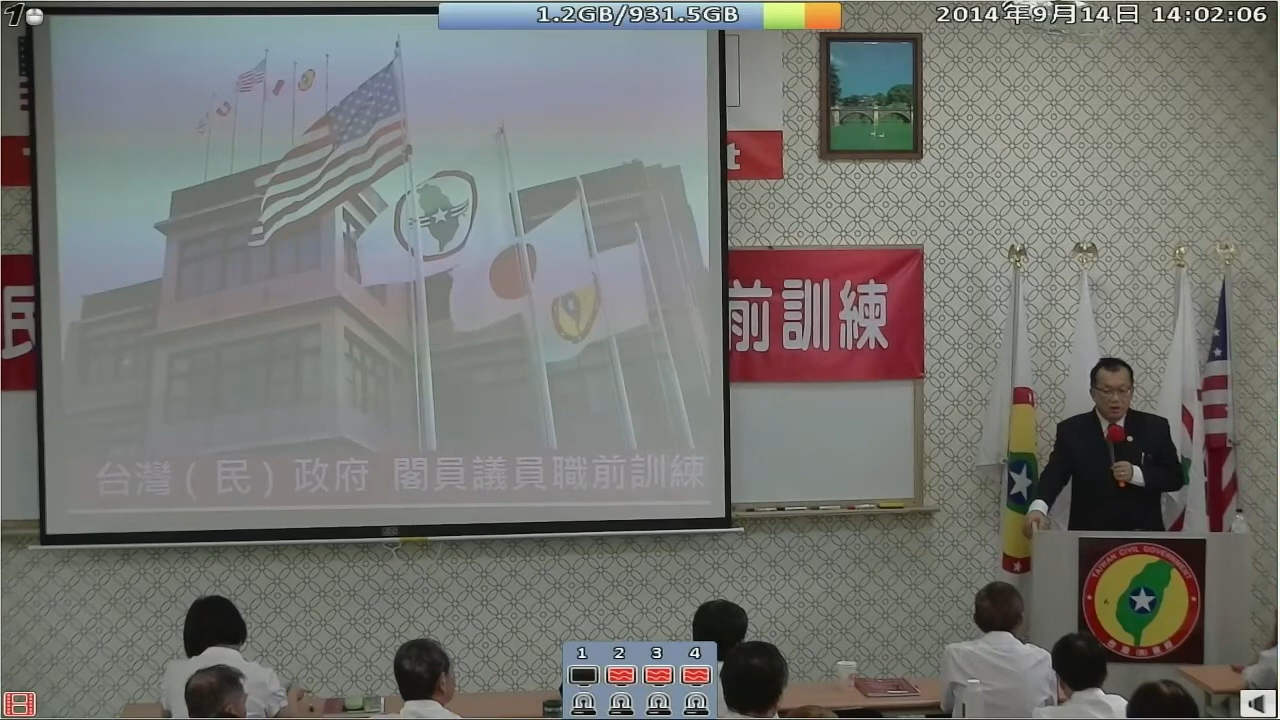 1
1.2GB/931.5GB
2014年9月14日 14:02:06
t
民
前訓練
台灣（民）政府 閣員議員職前訓練
TAIWAN CIVIL GOVERNMENT
1 2 3 4